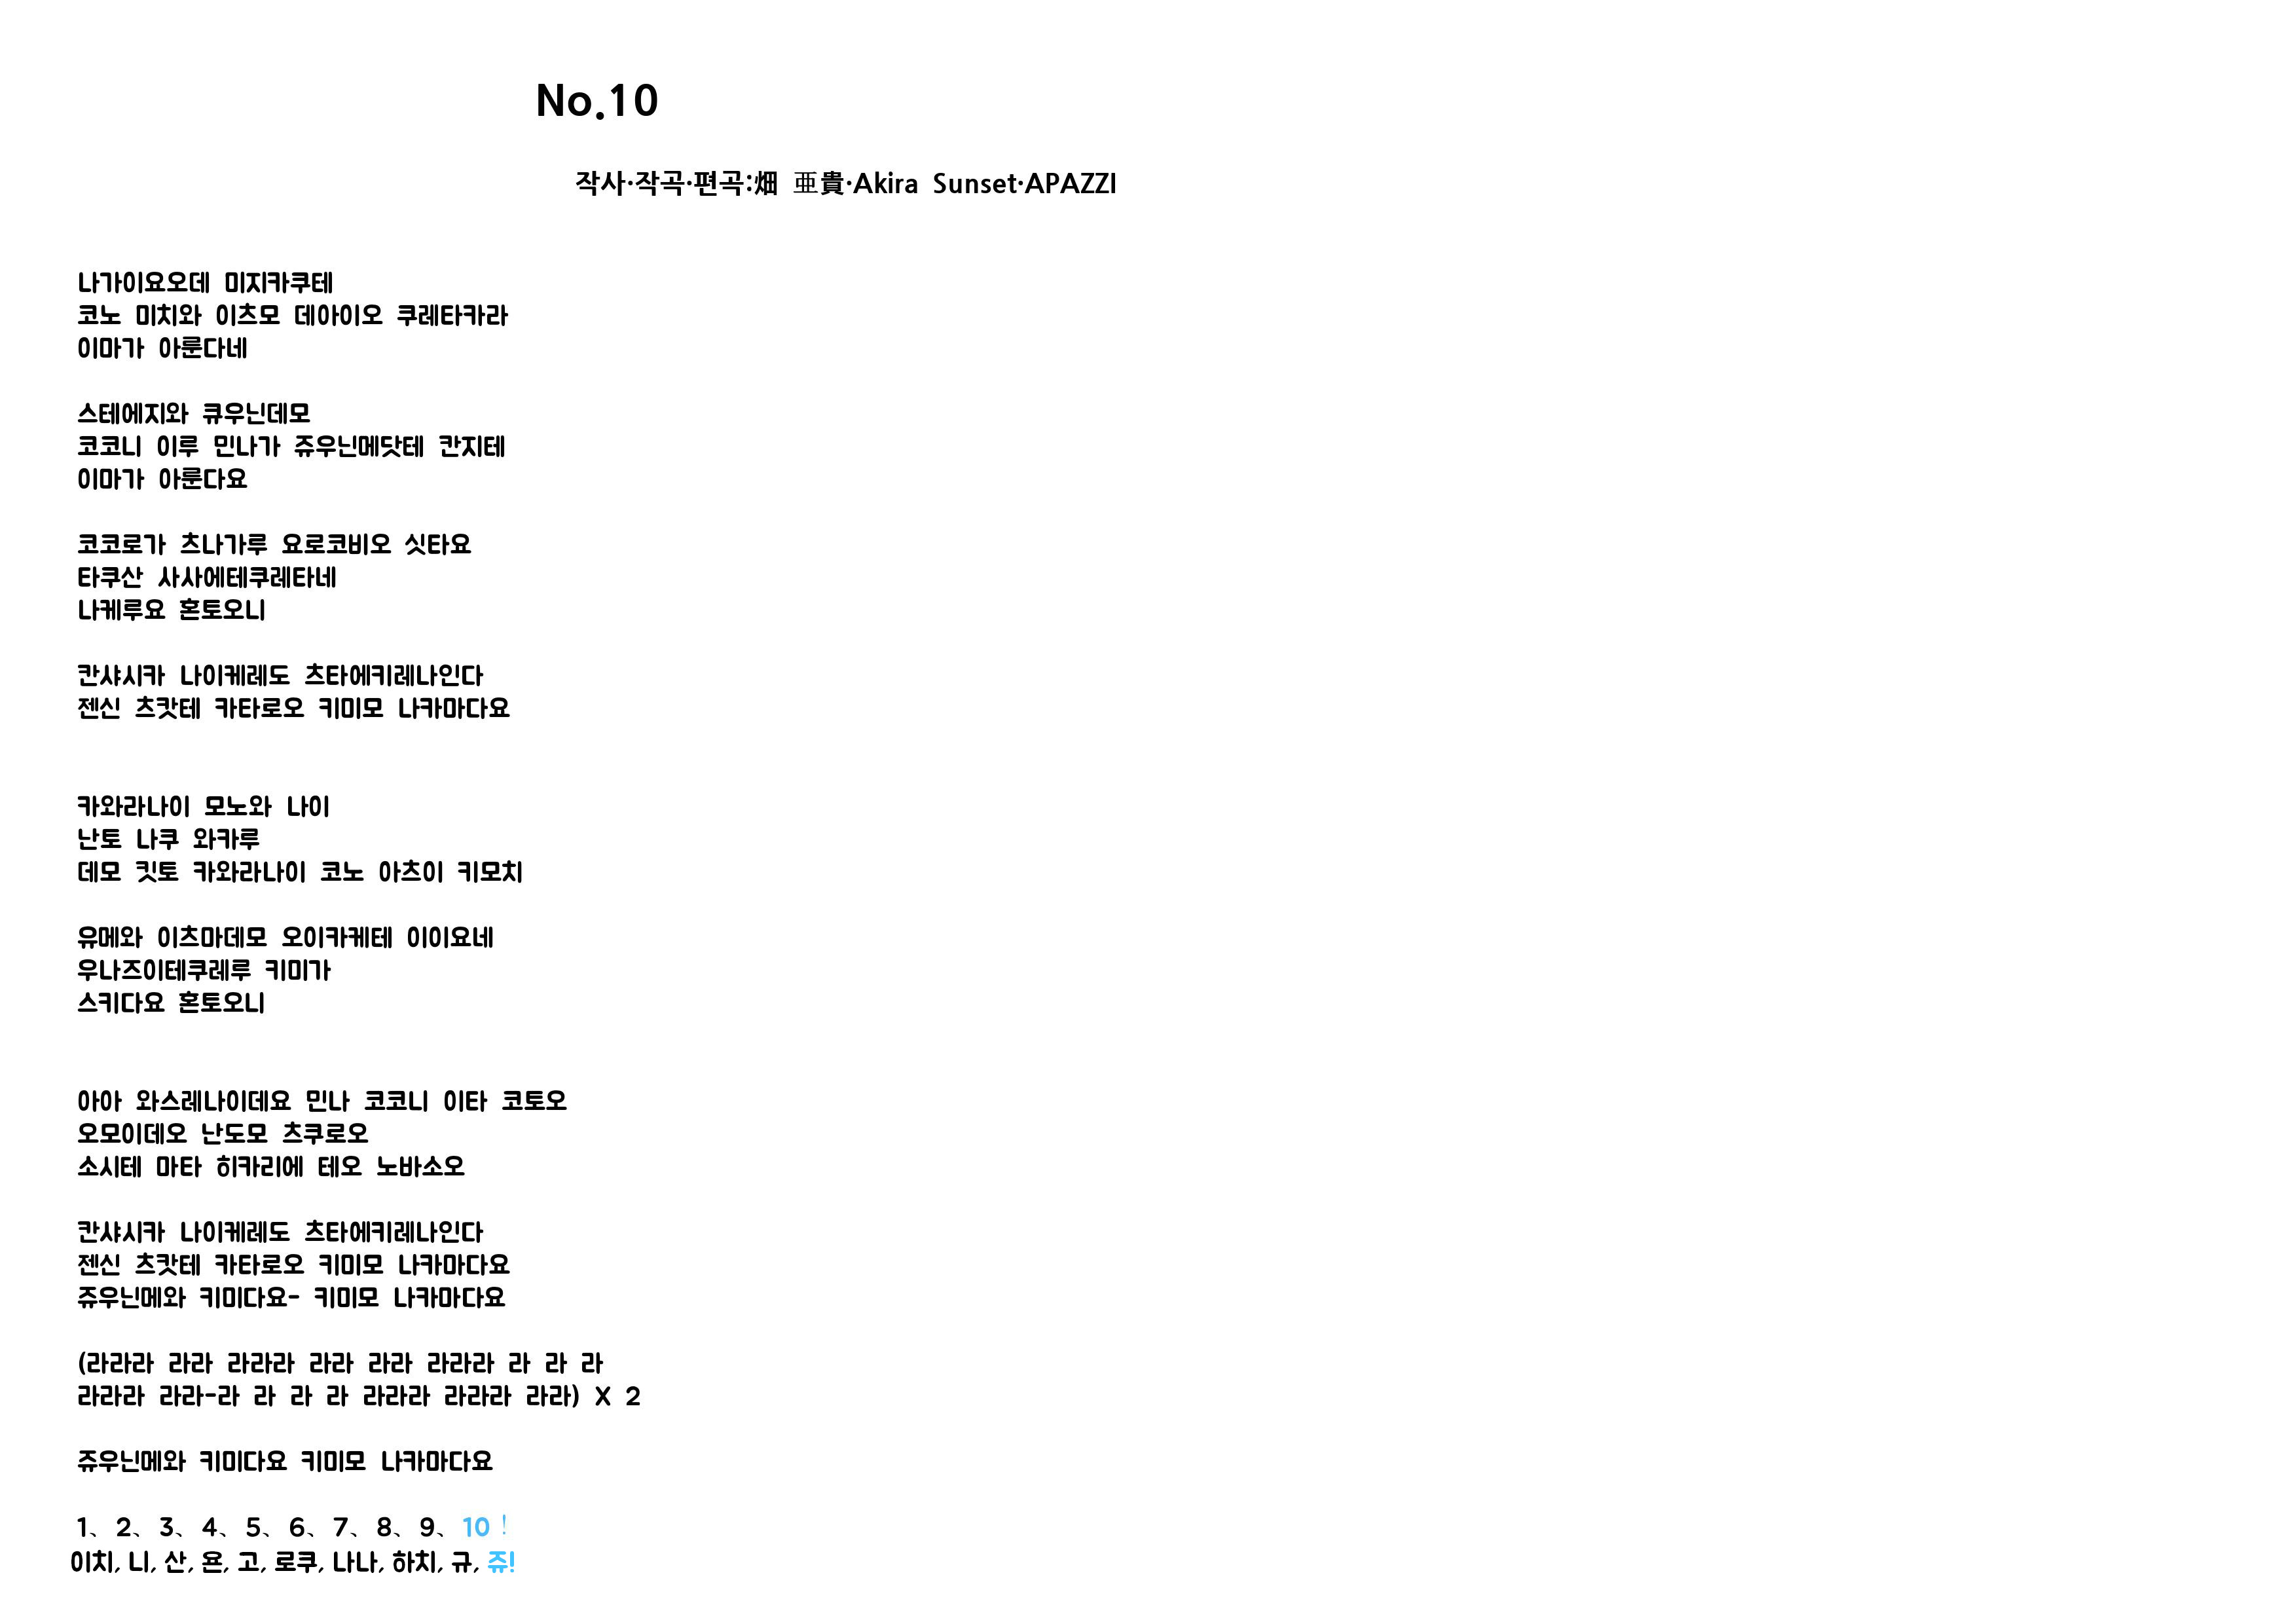 No.10
작사·작곡·편곡:畑 亜貴·Akira Sunset·APAZZI
나가이요오데 미지카쿠테
코노 미치와 이츠모 데아이오 쿠레타카라
이마가 아룬다네
스테에지와 큐우닌데모
코코니 이루 민나가 쥬우닌메닷테 칸지테
이마가 아룬다요
코코로가 츠나가루 요로코비오 싯타요
타쿠산 사사에테쿠레타네
나케루요 혼토오니
칸샤시카 나이케레도 츠타에키레나인다
젠신 츠캇테 카타로오 키미모 나카마다요
카와라나이 모노와 나이
난토 나쿠 와카루
데모 킷토 카와라나이 코노 아츠이 키모치
유메와 이츠마데모 오이카케테 이이요네
우나즈이테쿠레루 키미가
스키다요 혼토오니
아아 와스레나이데요 민나 코코니 이타 코토오
오모이데오 난도모 츠쿠로오
소시테 마타 히카리에 테오 노바소오
칸샤시카 나이케레도 츠타에키레나인다
젠신 츠캇테 카타로오 키미모 나카마다요
쥬우닌메와 키미다요- 키미모 나카마다요
(라라라 라라 라라라 라라 라라 라라라 라 라 라
라라라 라라-라 라 라 라 라라라 라라라 라라) X 2
쥬우닌메와 키미다요 키미모 나카마다요
1、2、3、4、5、6、7、8、9、10！
이치, 니, 산, 욘, 고, 로쿠, 나나, 하치, 규, 쥬!